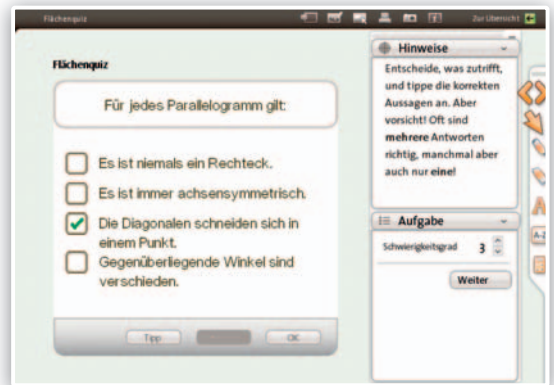 Flächenquiz
Zur Übersicht
Flächenquiz
Für jedes Parallelogramm gilt:
Es ist niemals ein Rechteck.
Es ist immer achsensymmetrisch.
Die Diagonalen schneiden sich in
einem Punkt.
Gegenüberliegende Winkel sind
verschieden.
Tipp
OK
Hinweise
Entscheide, was zutrifft,
und tippe die korrekten
Aussagen an. Aber
vorsicht! Oft sind
mehrere Antworten
richtig, manchmal aber
auch nur eine!
Aufgabe
Schwierigkeitsgrad 3
Weiter
A
A-Z